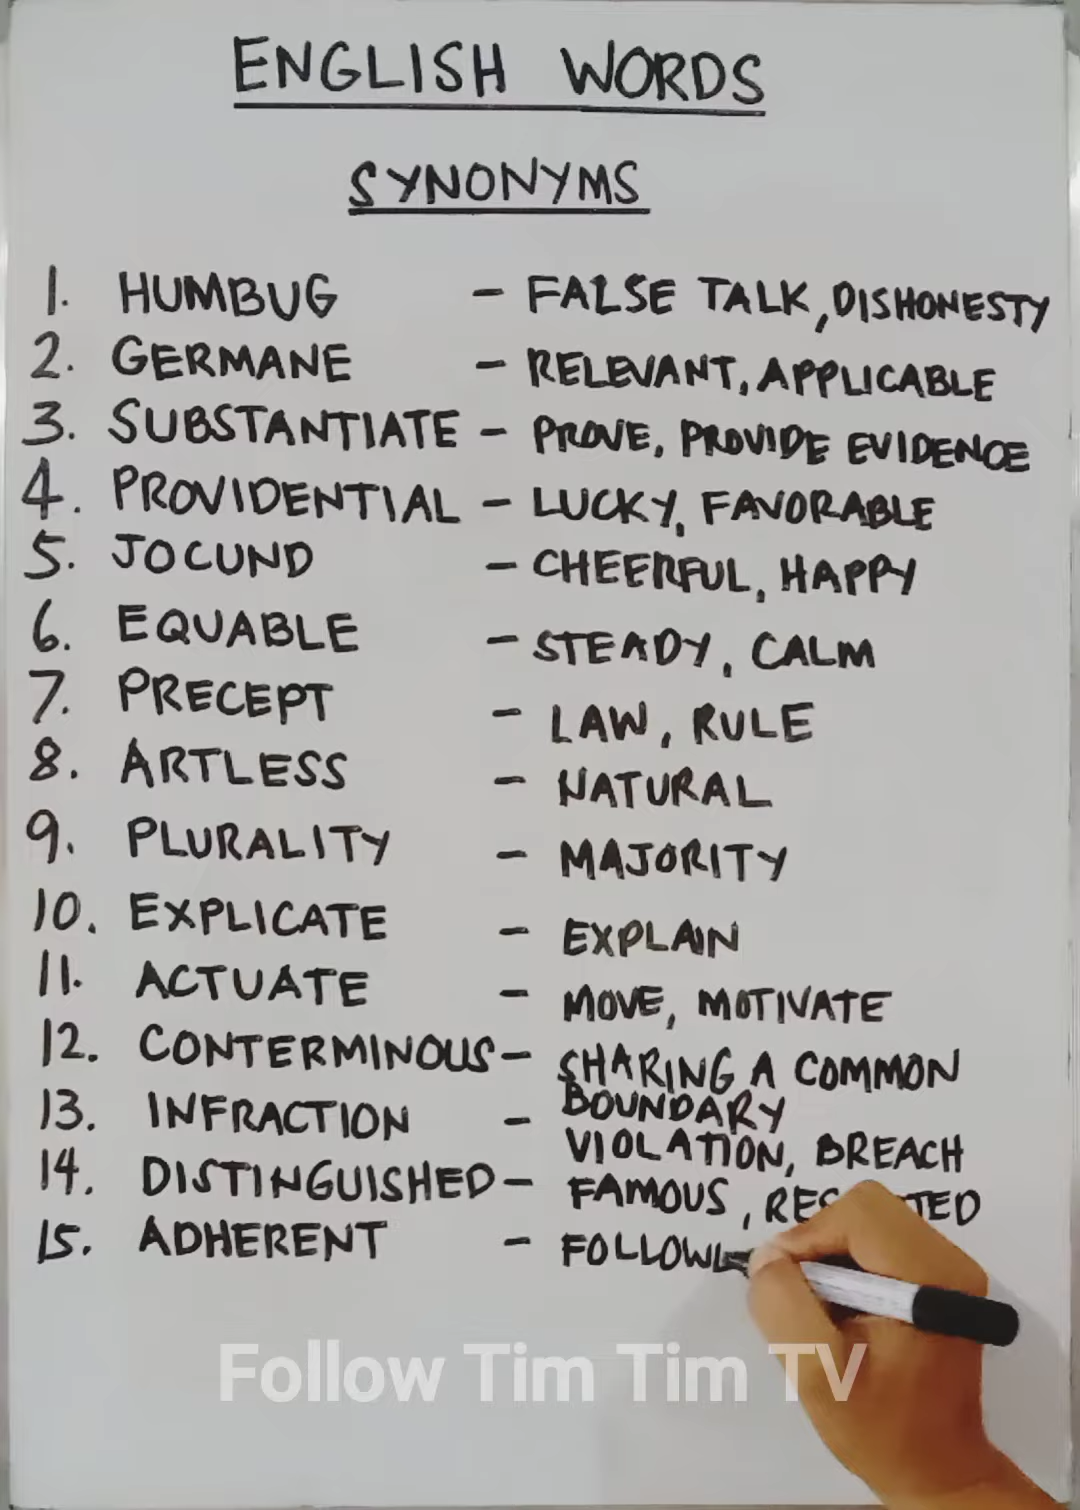 ENGLISH WORDS
SYNONYMS
1. HUMBUG - FALSE TALK, DISHONESTY
2. GERMANE - RELEVANT, APPLICABLE
3. SUBSTANTIATE - PROVE, PROVIDE EVIDENCE
4. PROVIDENTIAL - LUCKY, FAVORABLE
5. JOCUND - CHEERFUL, HAPPY
6. EQUABLE - STEADY, CALM
7. PRECEPT - LAW, RULE
8. ARTLESS - NATURAL
9. PLURALITY - MAJORITY
10. EXPLICATE - EXPLAIN
11. ACTUATE - MOVE, MOTIVATE
12. CONTERMINOUS - SHARING A COMMON
BOUNDARY
13. INFRACTION - VIOLATION, BREACH
14. DISTINGUISHED - FAMOUS,
15. ADHERENT -
Follow Tim Tim TV